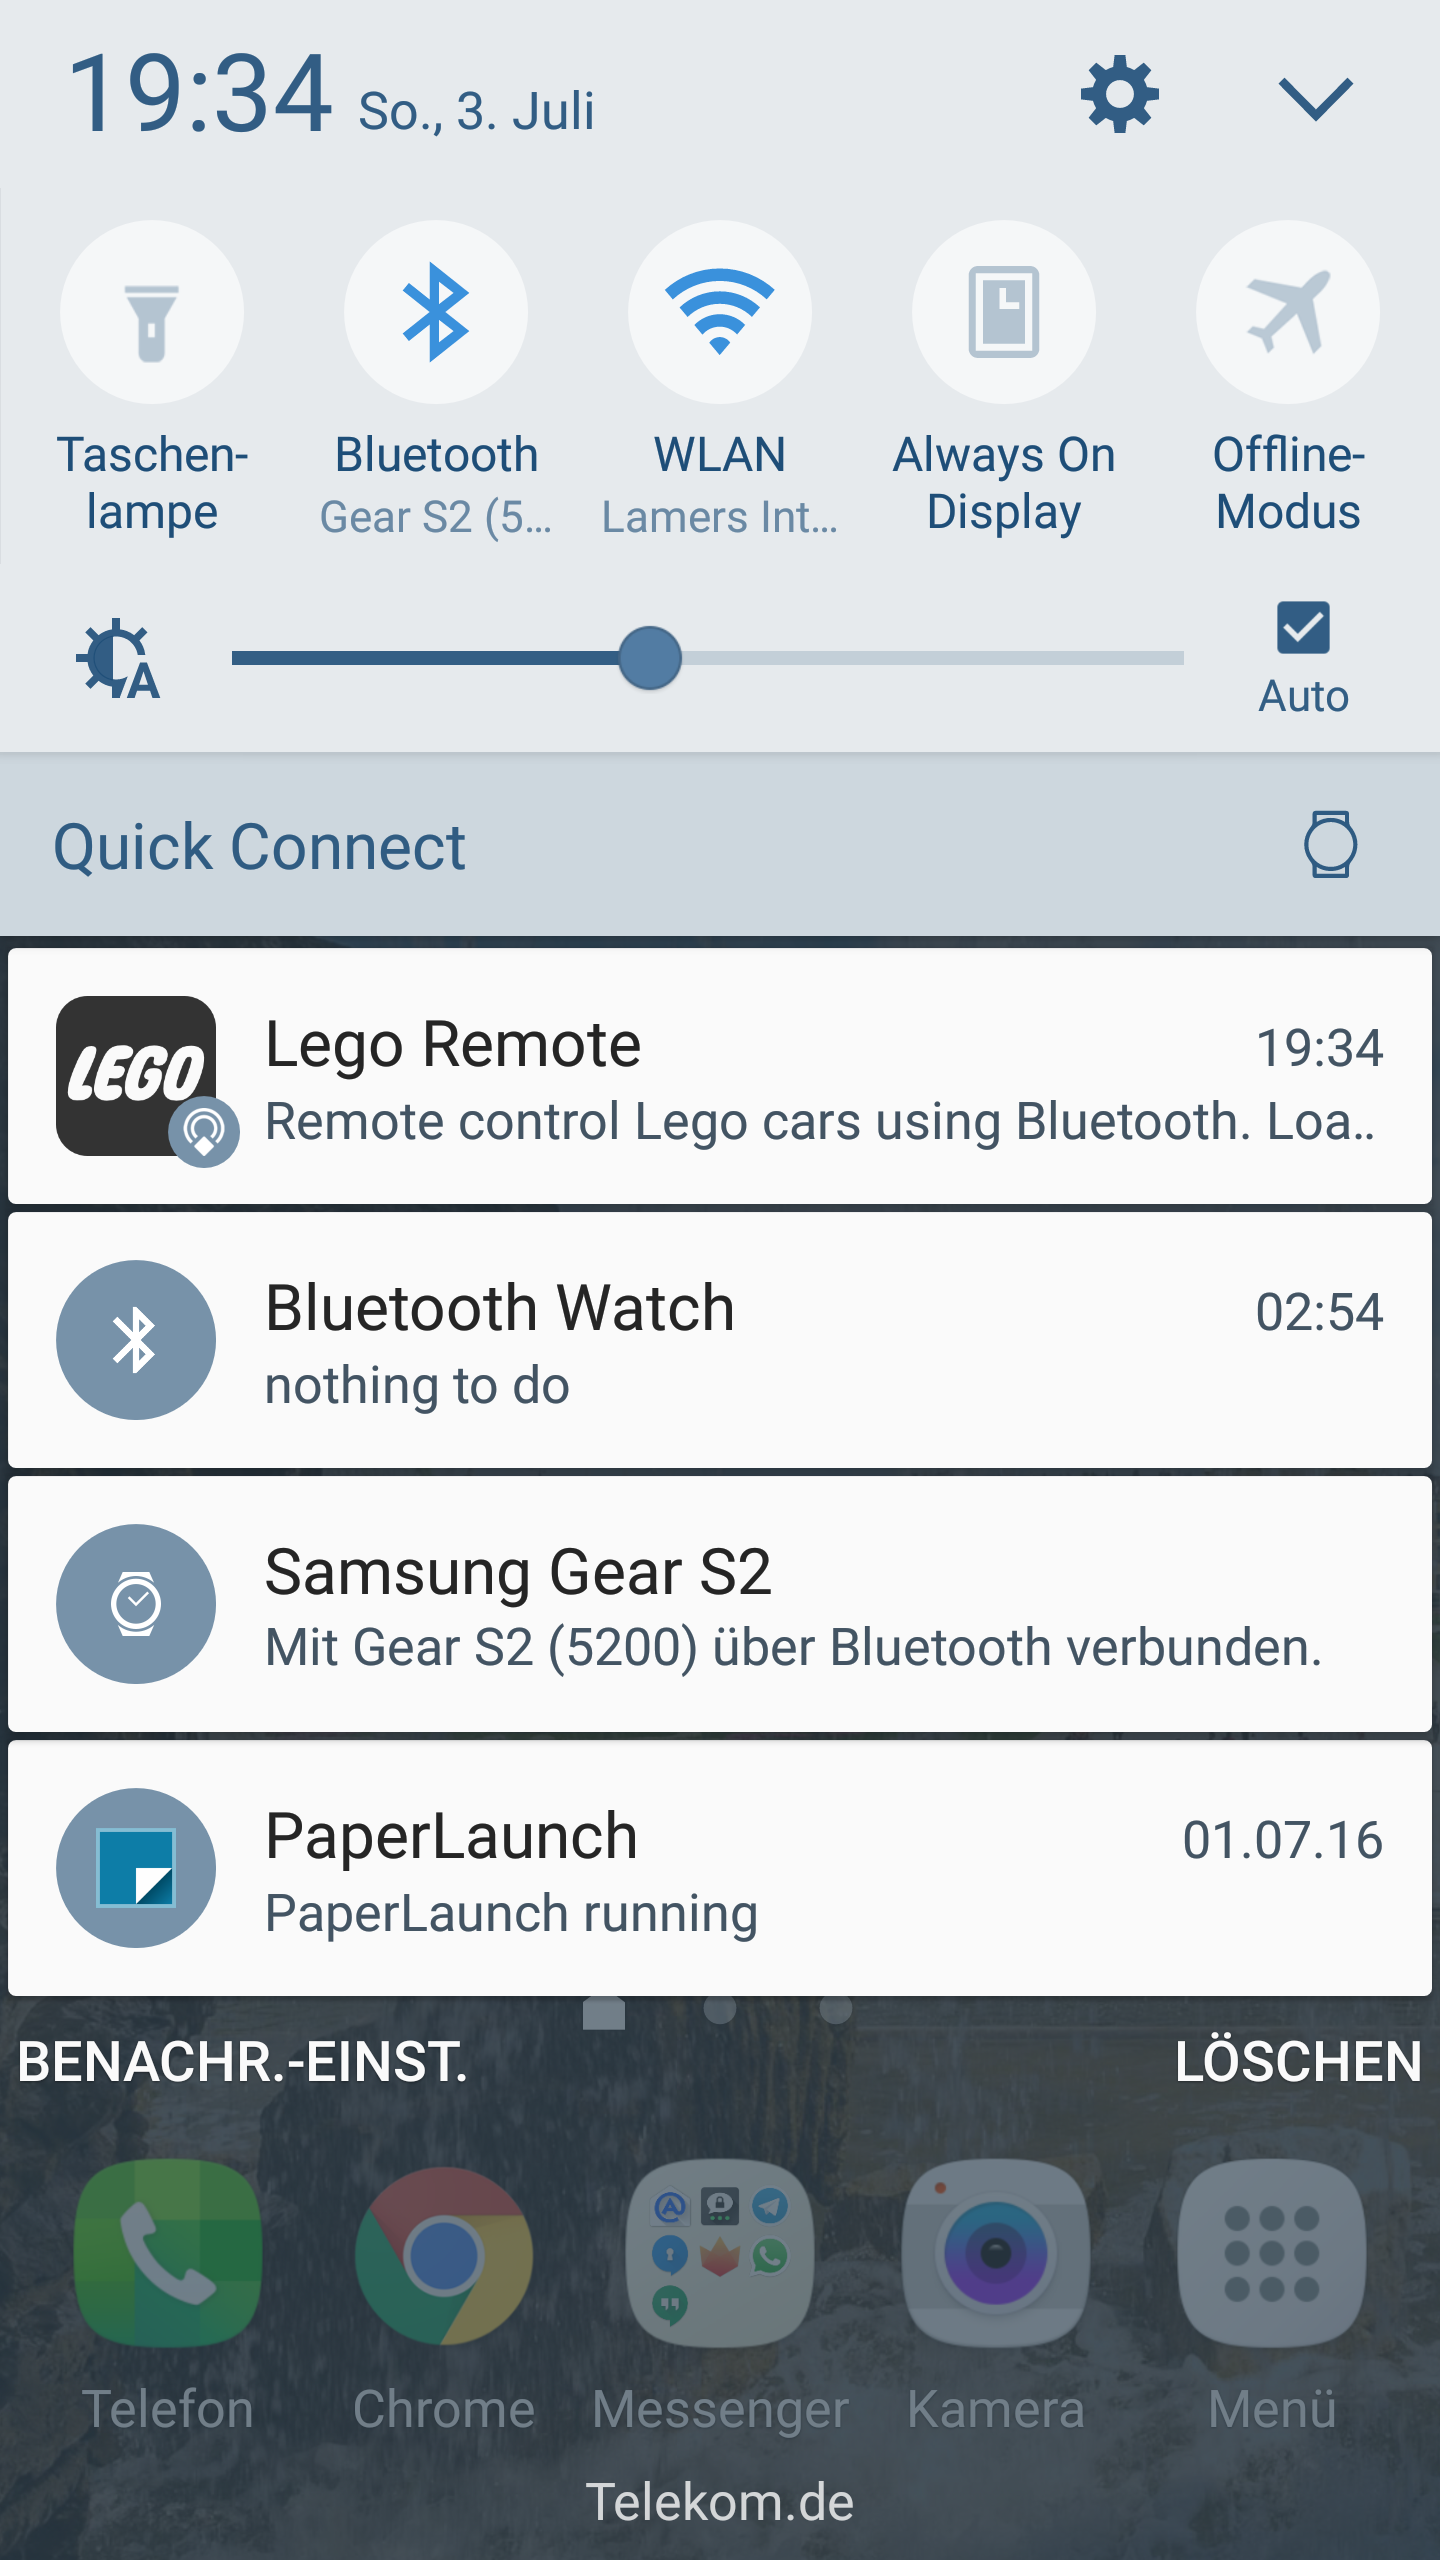 19:34 So., 3. Juli
Taschen-
lampe
Bluetooth
Gear S2 (5...
WLAN
Lamers Int...
Always On
Display
Offline-
Modus
A
Auto
Quick Connect
LEGO
Lego Remote 19:34
Remote control Lego cars using Bluetooth. Loa..
Bluetooth Watch 02:54
nothing to do
Samsung Gear S2
Mit Gear S2 (5200) über Bluetooth verbunden.
PaperLaunch 01.07.16
PaperLaunch running
BENACHR.-EINST. LÖSCHEN
Telefon Chrome Messenger Kamera Menü
Telekom.de